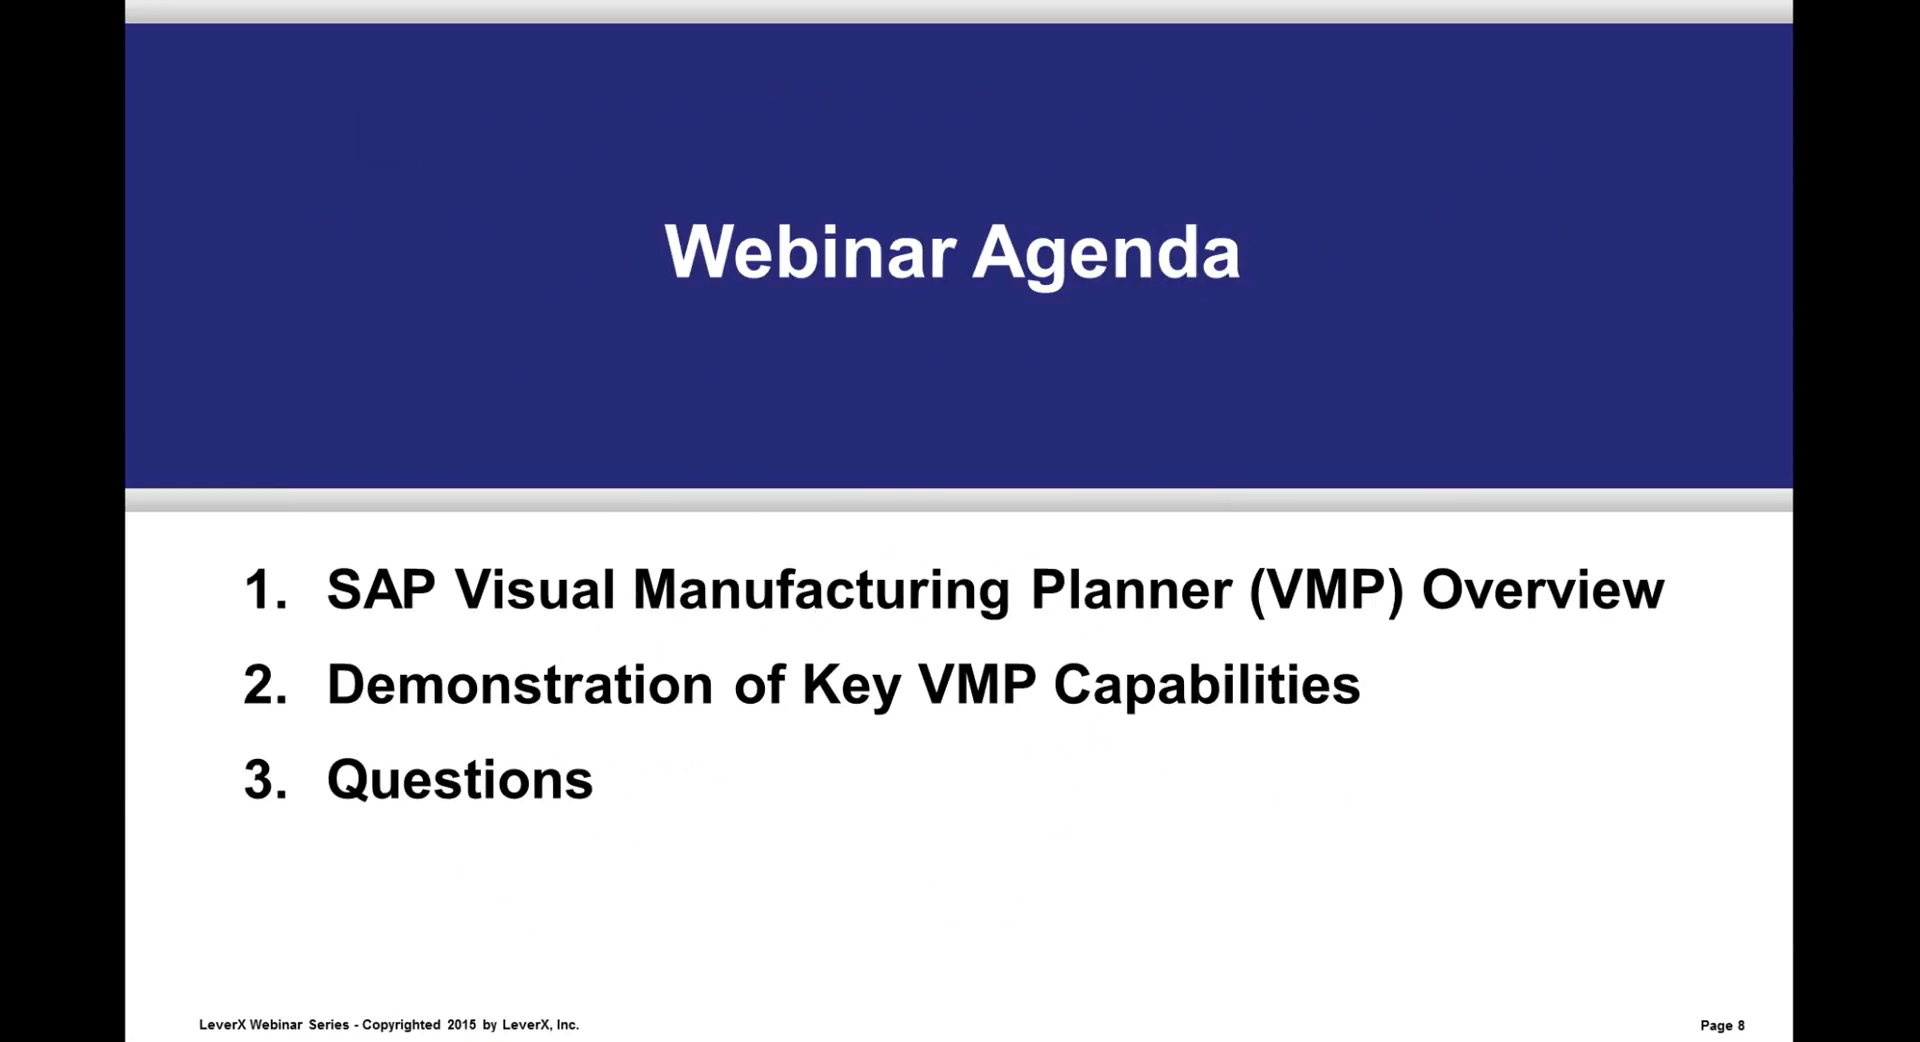 Webinar Agenda
1. SAP Visual Manufacturing Planner (VMP) Overview
2. Demonstration of Key VMP Capabilities
3. Questions
LeverX Webinar Series - Copyrighted 2015 by LeverX, Inc.
Page 8